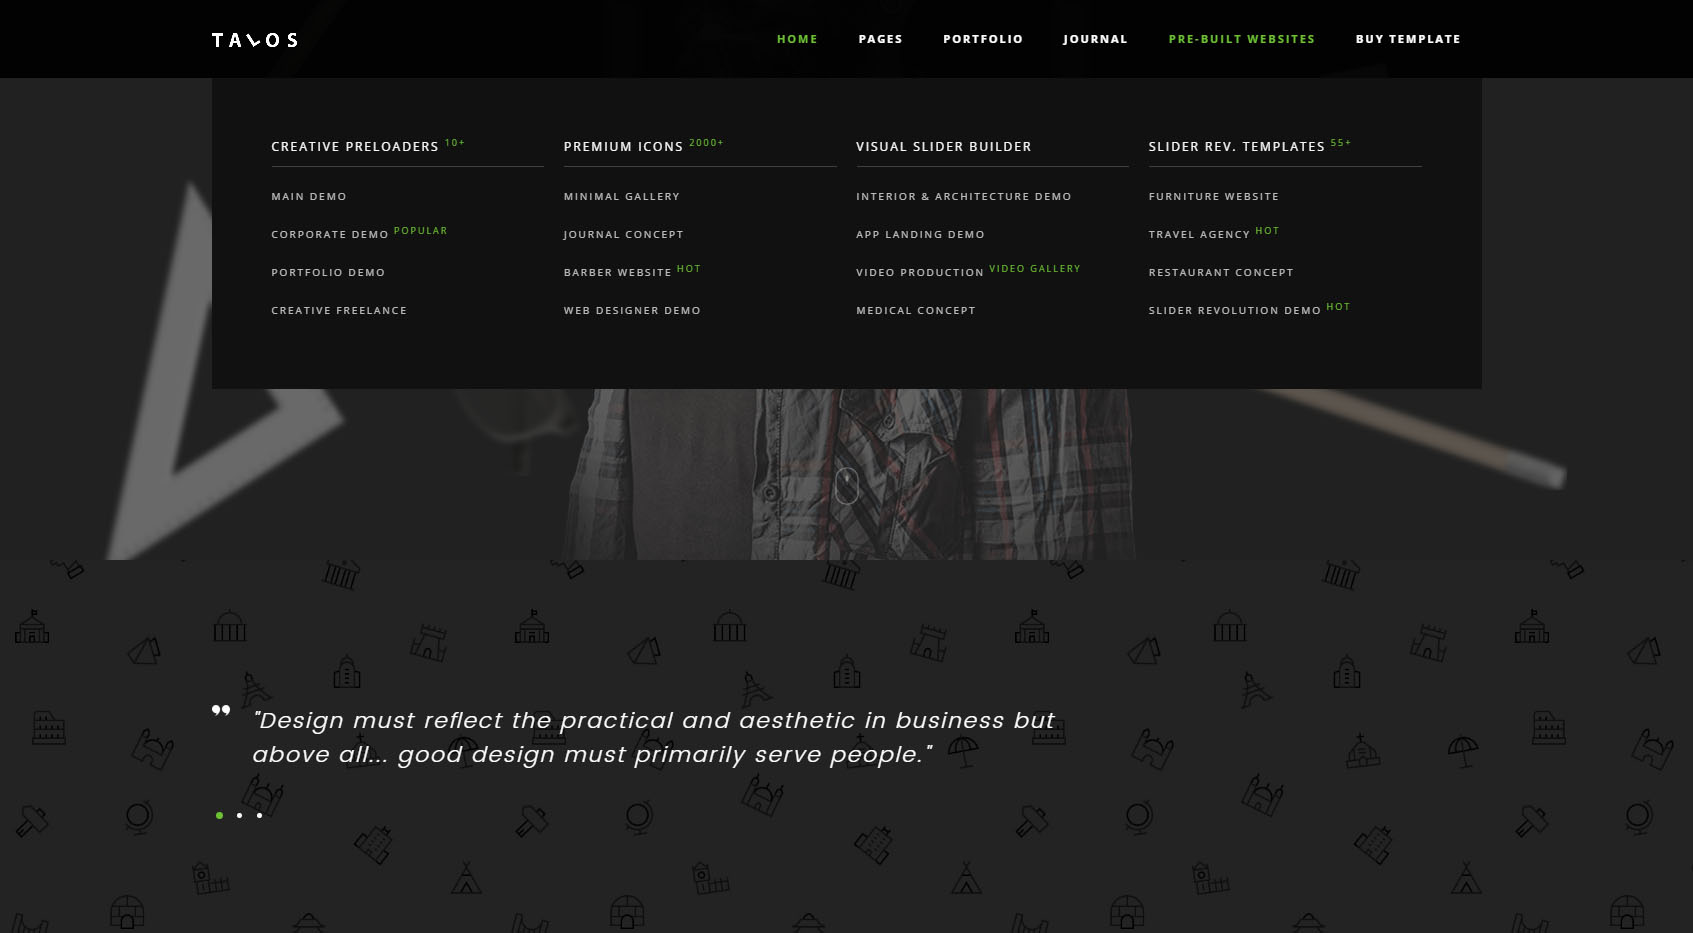 TALOS
HOME PAGES PORTFOLIO JOURNAL PRE-BUILT WEBSITES BUY TEMPLATE
CREATIVE PRELOADERS 10+
MAIN DEMO
CORPORATE DEMO POPULAR
PORTFOLIO DEMO
CREATIVE FREELANCE
PREMIUM ICONS 2000+
MINIMAL GALLERY
JOURNAL CONCEPT
BARBER WEBSITE HOT
WEB DESIGNER DEMO
VISUAL SLIDER BUILDER
INTERIOR & ARCHITECTURE DEMO
APP LANDING DEMO
VIDEO PRODUCTION VIDEO GALLERY
MEDICAL CONCEPT
SLIDER REV. TEMPLATES 55+
FURNITURE WEBSITE
TRAVEL AGENCY HOT
RESTAURANT CONCEPT
SLIDER REVOLUTION DEMO HOT
"Design must reflect the practical and aesthetic in business but
above all... good design must primarily serve people."